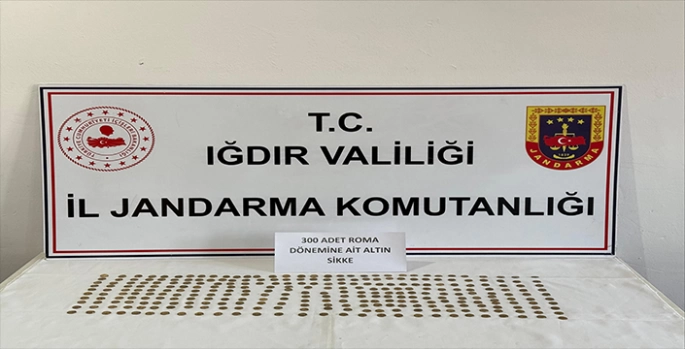 T.C.
IĞDIR VALİLİĞİ
İL JANDARMA KOMUTANLIĞI
JANDARMA
300 ADET ROMA
DÖNEMİNE AİT ALTIN
SİKKE